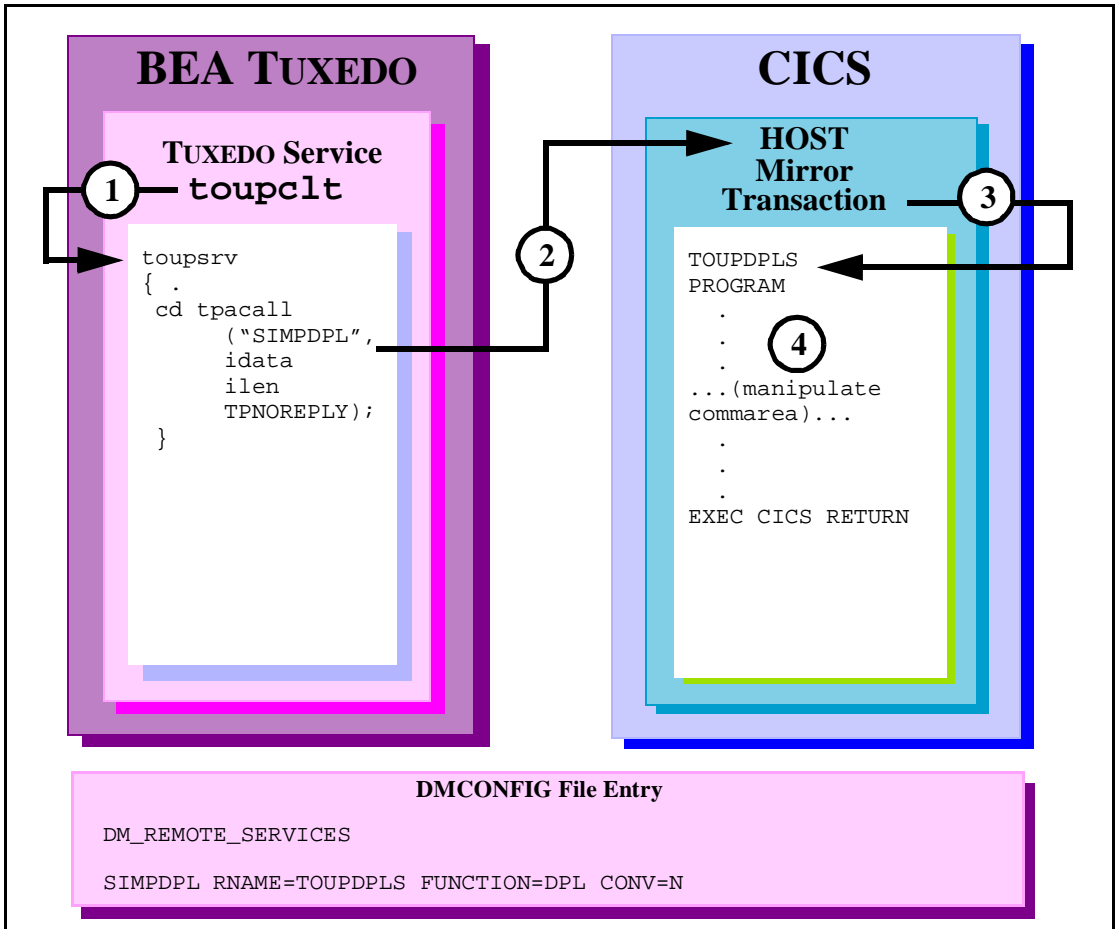 BEA TUXEDO
TUXEDO Service
toupclt
1
toupsrv
{ .
cd tpacall
(“SIMPDPL”,
idata
ilen
TPNOREPLY);
}
2
CICS
HOST
Mirror
Transaction
3
TOUPDPLS
PROGRAM
.
.
.
4
...(manipulate
commarea)...
.
.
.
EXEC CICS RETURN
DMCONFIG File Entry
DM_REMOTE_SERVICES
SIMPDPL RNAME=TOUPDPLS FUNCTION=DPL CONV=N